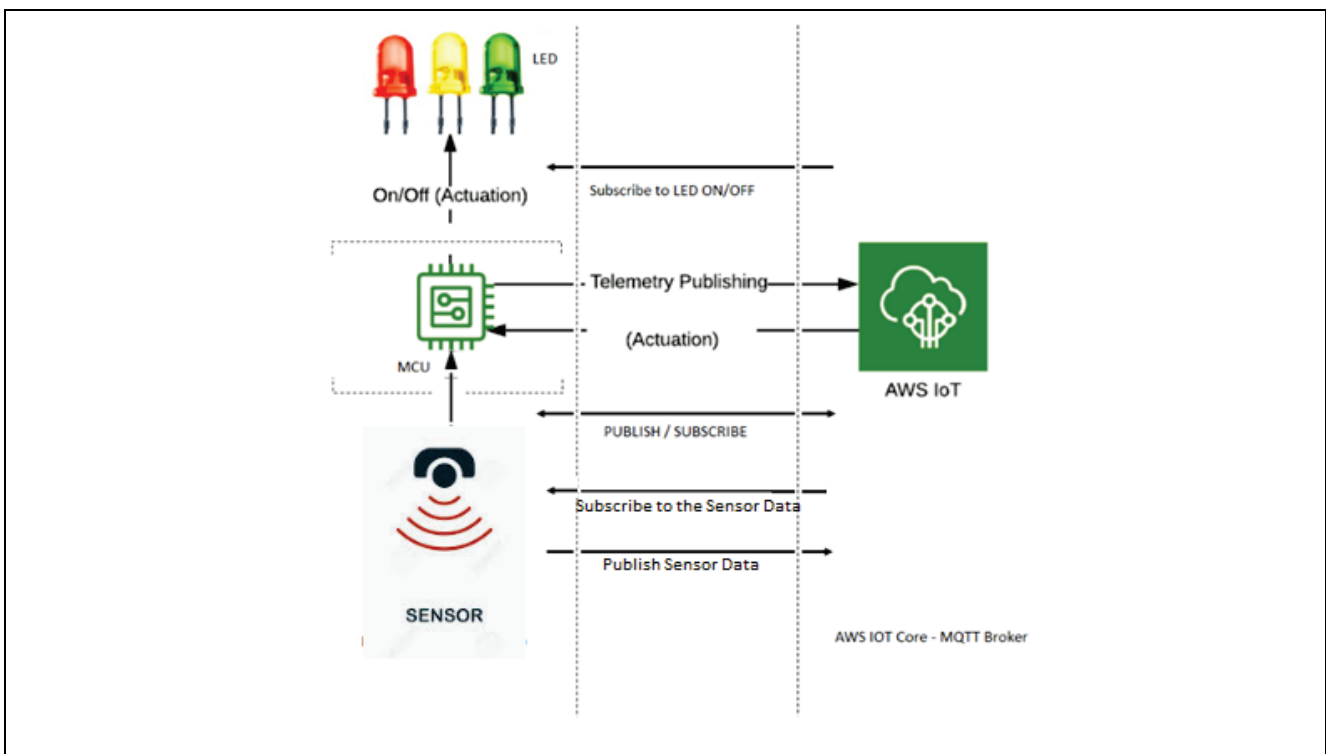 LED
On/Off (Actuation)
Subscribe to LED ON/OFF
Telemetry Publishing
(Actuation)
MCU
AWS IoT
PUBLISH / SUBSCRIBE
Subscribe to the Sensor Data
Publish Sensor Data
SENSOR
AWS IOT Core - MQTT Broker